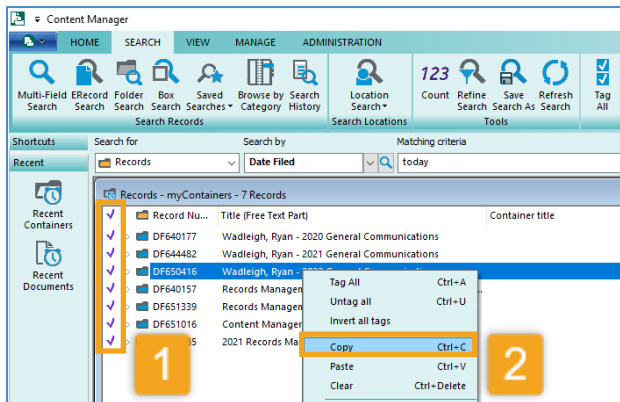 Content Manager
HOME SEARCH VIEW MANAGE ADMINISTRATION
Multi-Field Search
ERecord Search
Folder Search
Box Search
Saved Searches
Browse by Category
Search History
Location Search
123
Count
Refine Search
Save Search As
Refresh Search
Tag All
Search Records
Search Locations
Tools
Shortcuts
Search for
Search by
Matching criteria
Recent
Records
Date Filed
today
Recent Containers
Recent Documents
Records - myContainers - 7 Records
Record Nu... Title (Free Text Part) Container title
DF640177 Wadleigh, Ryan - 2020 General Communications
DF644482 Wadleigh, Ryan - 2021 General Communications
DF650416 Wadleigh, Ryan - 2022 General Communications
DF640157 Records Managem
DF651339 Records Managem
DF651016 Content Manager
2021 Records Ma
Tag All Ctrl+A
Untag all Ctrl+U
Invert all tags
Copy Ctrl+C
Paste Ctrl+V
Clear Ctrl+Delete
1
2